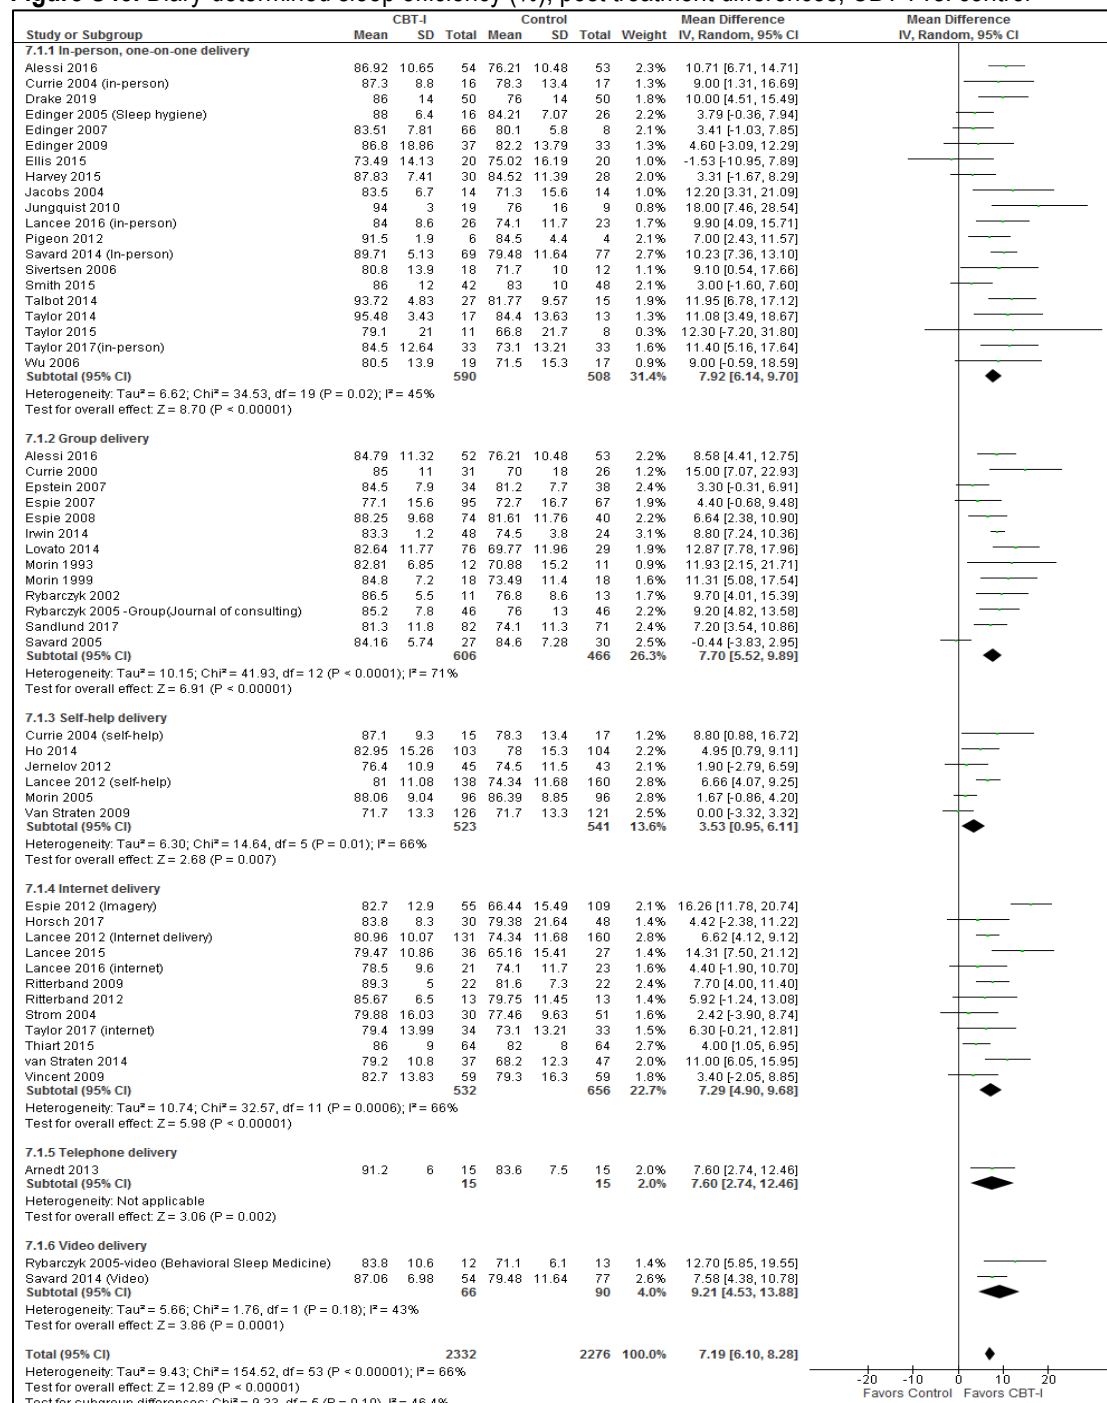 Figure S43. Diary-determined sleep efficiency (%), post treatment differences, CBT-I vs. control
CBT-I Control Mean Difference Mean Difference
Study or Subgroup Mean SD Total Mean SD Total Weight IV, Random, 95% CI IV, Random, 95% CI
7.1.1 In-person, one-on-one delivery
Alessi 2016 86.92 10.65 54 76.21 10.48 53 2.3% 10.71 [6.71, 14.71]
Currie 2004 (in-person) 87.3 8.8 16 78.3 13.4 17 1.3% 9.00 [1.31, 16.69]
Drake 2019 86 14 50 76 14 50 1.8% 10.00 [4.51, 15.49]
Edinger 2005 (Sleep hygiene) 88 6.4 16 84.21 7.07 26 2.2% 3.79 [-0.36, 7.94]
Edinger 2007 83.51 7.81 66 80.1 5.8 8 2.1% 3.41 [-1.03, 7.85]
Edinger 2009 86.8 18.86 37 82.2 13.79 33 1.3% 4.60 [-3.09, 12.29]
Ellis 2015 73.49 14.13 20 75.02 16.19 20 1.0% -1.53 [-10.95, 7.89]
Harvey 2015 87.83 7.41 30 84.52 11.39 28 1.9% 3.31 [-1.67, 8.29]
Jacobs 2004 83.5 6.7 14 71.3 15.6 14 1.0% 12.20 [3.31, 21.09]
Jungquist 2010 94 3 19 76 16 9 0.8% 18.00 [7.46, 28.54]
Lancee 2016 (in-person) 84 8.6 26 74.1 11.7 23 1.7% 9.90 [4.09, 15.71]
Pigeon 2012 91.5 1.9 6 84.5 4.4 4 2.1% 7.00 [2.43, 11.57]
Savard 2014 (In-person) 89.71 5.13 69 79.48 11.64 77 2.7% 10.23 [7.36, 13.10]
Sivertsen 2006 80.8 13.9 18 71.7 10 12 1.1% 9.10 [0.54, 17.66]
Smith 2015 86 12 42 83 10 48 2.1% 3.00 [-1.60, 7.60]
Talbot 2014 93.72 4.83 27 81.77 9.57 15 1.9% 11.95 [6.78, 17.12]
Taylor 2014 95.48 3.43 17 84.4 13.63 13 1.3% 11.08 [3.49, 18.67]
Taylor 2015 79.1 21 11 66.8 21.7 8 0.3% 12.30 [-7.20, 31.80]
Taylor 2017(in-person) 84.5 12.64 33 73.1 13.21 33 1.6% 11.40 [5.16, 17.64]
Wu 2006 80.5 13.9 19 71.5 15.3 17 1.0% 9.00 [-0.59, 18.59]
Subtotal (95% CI) 590 508 31.4% 7.92 [6.14, 9.70]
Heterogeneity: Tau² = 6.62; Chi² = 34.53, df = 19 (P = 0.02); I² = 45%
Test for overall effect: Z = 8.70 (P < 0.00001)
7.1.2 Group delivery
Alessi 2016 84.79 11.32 52 76.21 10.48 53 2.2% 8.58 [4.41, 12.75]
Currie 2000 85 11 31 70 18 26 1.2% 15.00 [7.07, 22.93]
Epstein 2007 84.5 7.9 34 81.2 7.7 38 2.4% 3.30 [-0.31, 6.91]
Espie 2007 77.1 15.6 95 72.7 16.7 67 1.9% 4.40 [-0.68, 9.48]
Espie 2008 88.25 9.68 74 81.61 11.76 40 2.2% 6.64 [2.38, 10.90]
Irwin 2014 83.3 1.2 48 74.5 3.8 24 3.1% 8.80 [7.24, 10.36]
Lovato 2014 82.64 11.77 76 69.77 11.96 29 1.9% 12.87 [7.78, 17.96]
Morin 1993 82.81 6.85 12 70.88 15.2 11 0.9% 11.93 [2.15, 21.71]
Morin 1999 84.8 7.2 18 73.49 11.4 18 1.6% 11.31 [5.08, 17.54]
Rybarczyk 2002 86.5 5.5 11 76.8 8.6 13 1.8% 9.70 [4.01, 15.39]
Rybarczyk 2005 -Group(Journal of consulting) 85.2 7.8 46 76 13 46 2.2% 9.20 [4.82, 13.58]
Sandlund 2017 81.3 11.8 82 74.1 11.3 71 2.4% 7.20 [3.54, 10.86]
Savard 2005 84.16 5.74 27 84.6 7.28 30 2.5% -0.44 [-3.83, 2.95]
Subtotal (95% CI) 606 466 26.3% 7.70 [5.52, 9.89]
Heterogeneity: Tau² = 10.15; Chi² = 41.93, df = 12 (P < 0.0001); I² = 71%
Test for overall effect: Z = 6.91 (P < 0.00001)
7.1.3 Self-help delivery
Currie 2004 (self-help) 87.1 9.3 15 78.3 13.4 17 1.2% 8.80 [0.88, 16.72]
Ho 2014 82.95 15.26 103 78 15.3 104 2.2% 4.95 [0.79, 9.11]
Jernelov 2012 76.4 10.9 45 74.5 11.5 43 2.1% 1.90 [-2.79, 6.59]
Lancee 2012 (self-help) 81 11.08 138 74.34 11.68 160 2.8% 6.66 [4.07, 9.25]
Morin 2005 88.06 9.04 96 86.39 8.85 96 2.8% 1.67 [-0.86, 4.20]
Van Straten 2009 71.7 13.3 126 71.7 13.3 121 2.5% 0.00 [-3.32, 3.32]
Subtotal (95% CI) 523 541 13.6% 3.53 [0.95, 6.11]
Heterogeneity: Tau² = 6.30; Chi² = 14.64, df = 5 (P = 0.01); I² = 66%
Test for overall effect: Z = 2.68 (P = 0.007)
7.1.4 Internet delivery
Espie 2012 (Imagery) 82.7 12.9 55 66.44 15.49 109 2.1% 16.26 [11.78, 20.74]
Horsch 2017 83.8 8.3 30 79.38 21.64 48 1.4% 4.42 [-2.38, 11.22]
Lancee 2012 (Internet delivery) 80.96 10.07 131 74.34 11.68 160 2.8% 6.62 [4.12, 9.12]
Lancee 2015 79.47 10.86 36 65.16 15.41 27 1.4% 14.31 [7.50, 21.12]
Lancee 2016 (internet) 78.5 9.6 21 74.1 11.7 23 1.6% 4.40 [-1.90, 10.70]
Ritterband 2009 89.3 5 22 81.6 7.3 22 2.4% 7.70 [4.00, 11.40]
Ritterband 2012 85.67 6.5 13 79.75 11.45 13 1.4% 5.92 [-1.24, 13.08]
Strom 2004 79.88 16.03 30 77.46 9.63 51 1.5% 2.42 [-3.90, 8.74]
Taylor 2017 (internet) 79.4 13.99 34 73.1 13.21 33 1.5% 6.30 [-0.21, 12.81]
Thiart 2015 86 9 64 82 8 64 2.6% 4.00 [1.05, 6.95]
van Straten 2014 79.2 10.8 37 68.2 12.3 47 2.0% 11.00 [6.05, 15.95]
Vincent 2009 82.7 13.83 59 79.3 16.3 59 1.8% 3.40 [-2.05, 8.85]
Subtotal (95% CI) 532 656 22.7% 7.29 [4.90, 9.68]
Heterogeneity: Tau² = 10.74; Chi² = 32.57, df = 11 (P = 0.0006); I² = 66%
Test for overall effect: Z = 5.98 (P < 0.00001)
7.1.5 Telephone delivery
Arnedt 2013 91.2 6 15 83.6 7.5 15 2.0% 7.60 [2.74, 12.46]
Subtotal (95% CI) 15 15 2.0% 7.60 [2.74, 12.46]
Heterogeneity: Not applicable
Test for overall effect: Z = 3.06 (P = 0.002)
7.1.6 Video delivery
Rybarczyk 2005-video (Behavioral Sleep Medicine) 83.8 10.6 12 71.1 6.1 13 1.4% 12.70 [5.85, 19.55]
Savard 2014 (Video) 87.06 6.98 54 79.48 11.64 77 2.6% 7.58 [4.38, 10.78]
Subtotal (95% CI) 66 90 4.0% 9.21 [4.53, 13.88]
Heterogeneity: Tau² = 5.66; Chi² = 1.76, df = 1 (P = 0.18); I² = 43%
Test for overall effect: Z = 3.86 (P = 0.0001)
Total (95% CI) 2332 2276 100.0% 7.19 [6.10, 8.28]
Heterogeneity: Tau² = 9.43; Chi² = 154.52, df = 53 (P < 0.00001); I² = 66%
Test for overall effect: Z = 12.89 (P < 0.00001)
Test for subgroup differences: Chi² = 9.33, df = 5 (P = 0.10), I² = 46.4%
-20 -10 0 10 20
Favors Control Favors CBT-I